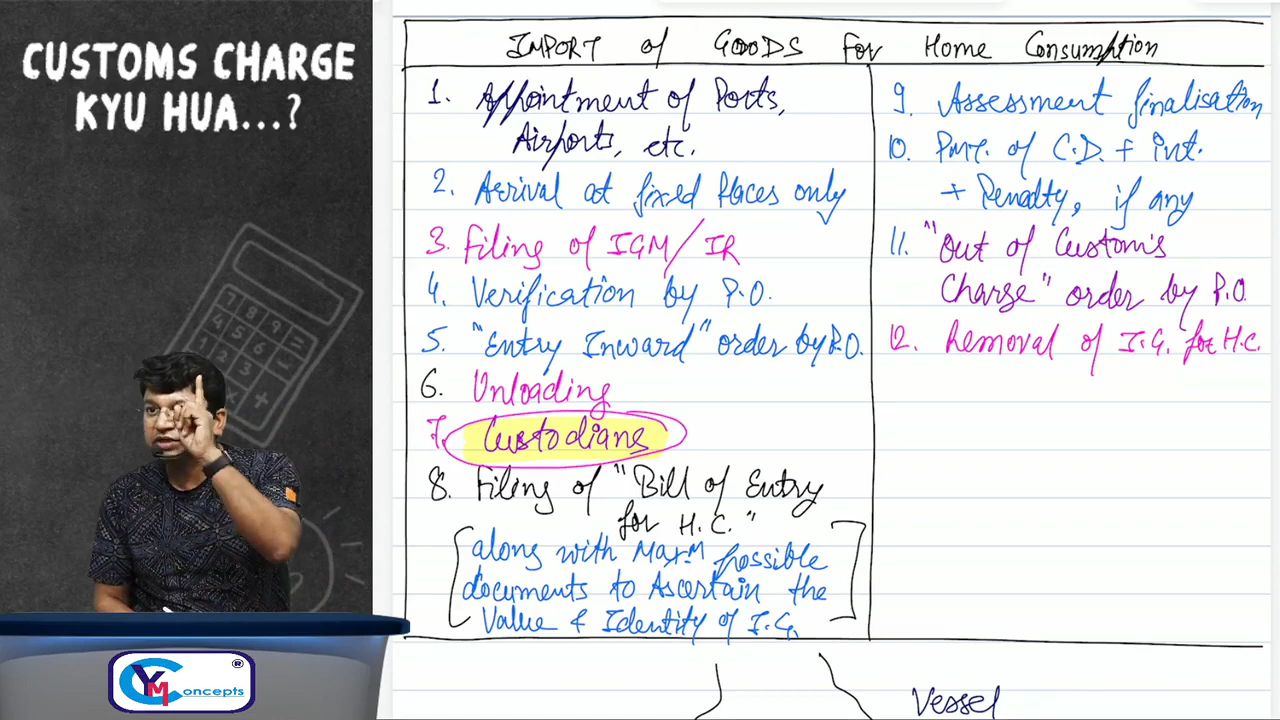 CUSTOMS CHARGE
KYU HUA...?
IMPORT of GOODS For Home Consumption
1. Appointment of Ports,
Airports, etc.
2. Arrival at fixed Places only
3. Filing of IGM/IR
4. Verification by P.O.
5. "Entry Inward" order by P.O.
6. Unloading
7. Custodians
8. Filing of "Bill of Entry
for H.C."
along with Maxm possible
documents to Ascertain the
Value & Identity of I.G.
9. Assessment finalisation
10. Pmt. of C.D. + int.
+ Penalty, if any
11. "Out of Custom's
Charge" order by P.O
12. Removal of I.G. for H.C.
Vessel
CYM Concepts ®